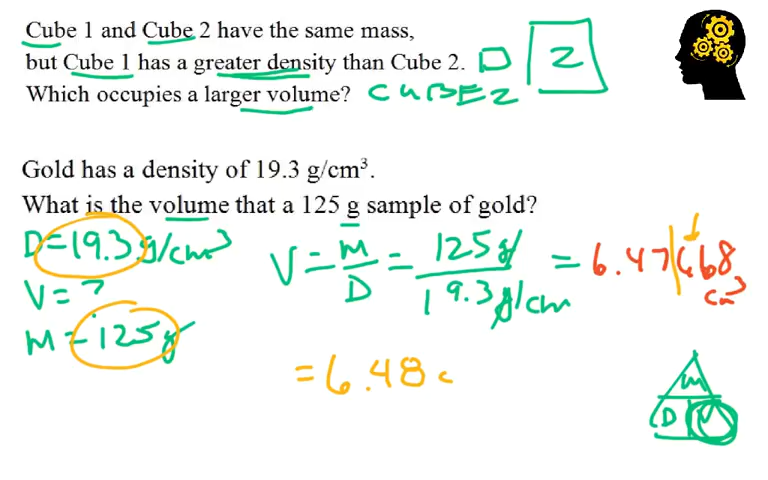 Cube 1 and Cube 2 have the same mass,
but Cube 1 has a greater density than Cube 2. 2
Which occupies a larger volume? CUBE 2
Gold has a density of 19.3 g/cm³.
What is the volume that a 125 g sample of gold?
D=19.3g/cm³
V=?
M=125g
V=M/D=125g/19.3g/cm=6.47668 cm³
=6.48 c
M
D V